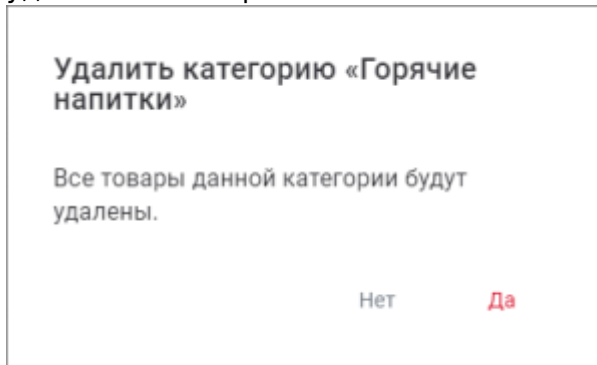 Удалить категорию «Горячие
напитки»
Все товары данной категории будут
удалены.
Нет Да